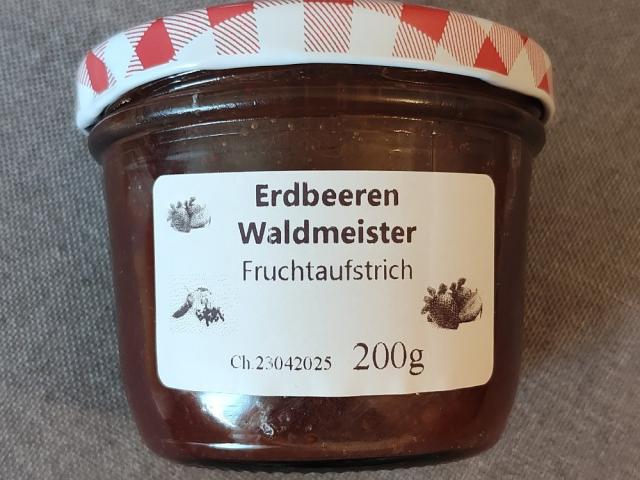 Erdbeeren
Waldmeister
Fruchtaufstrich
Ch.23042025 200g